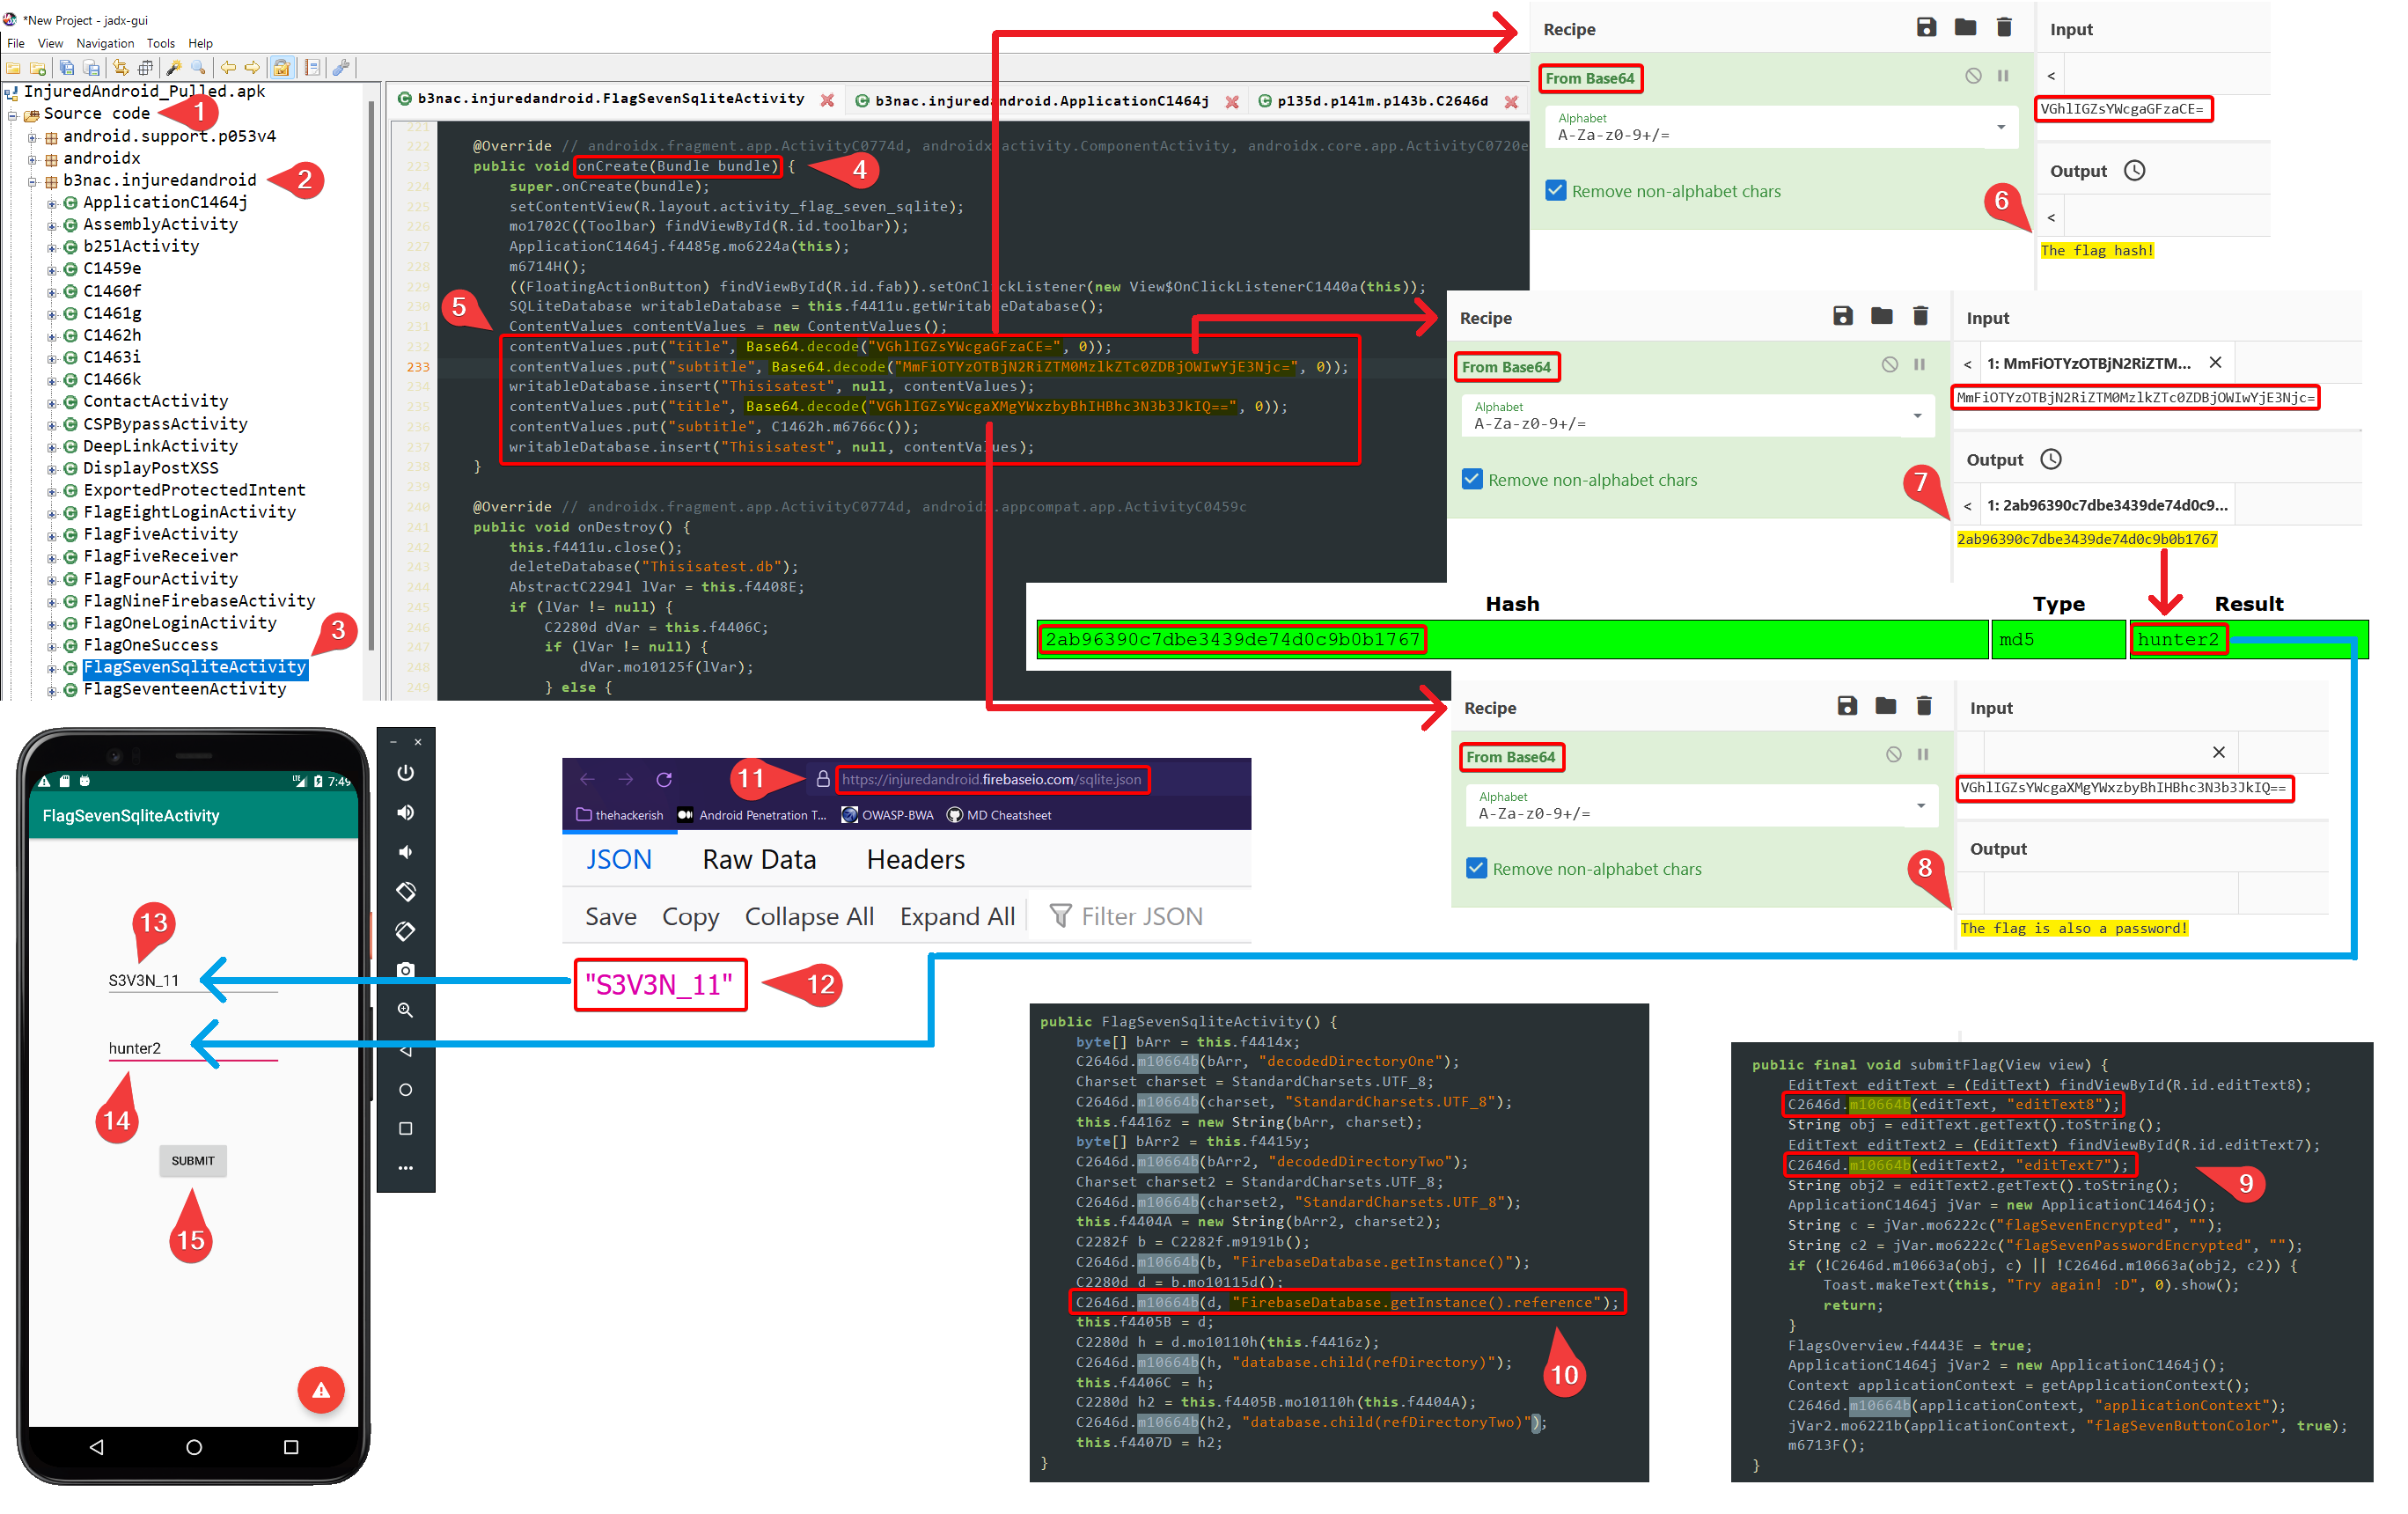 *New Project - jadx-gui
File View Navigation Tools Help
InjuredAndroid_Pulled.apk
Source code
1
android.support.p053v4
androidx
b3nac.injuredandroid
2
ApplicationC1464j
AssemblyActivity
b25lActivity
C1459e
C1460f
C1461g
C1462h
C1463i
C1466k
ContactActivity
CSPBypassActivity
DeepLinkActivity
DisplayPostXSS
ExportedProtectedIntent
FlagEightLoginActivity
FlagFiveActivity
FlagFiveReceiver
FlagFourActivity
FlagNineFirebaseActivity
FlagOneLoginActivity
FlagOneSuccess
3
FlagSevenSqliteActivity
FlagSeventeenActivity
b3nac.injuredandroid.FlagSevenSqliteActivity
b3nac.injuredandroid.ApplicationC1464j
p135d.p141m.p143b.C2646d
221
222 @Override // androidx.fragment.app.ActivityC0774d, androidx.activity.ComponentActivity, androidx.core.app.ActivityC0720e
223 public void onCreate(Bundle bundle) {
4
224 super.onCreate(bundle);
225 setContentView(R.layout.activity_flag_seven_sqlite);
226 mo1702C((Toolbar) findViewById(R.id.toolbar));
227 ApplicationC1464j.f4485g.mo6224a(this);
228 m6714H();
229 ((FloatingActionButton) findViewById(R.id.fab)).setOnClickListener(new View$OnClickListenerC1440a(this));
230 SQLiteDatabase writableDatabase = this.f4411u.getWritableDatabase();
5
231 ContentValues contentValues = new ContentValues();
232 contentValues.put("title", Base64.decode("VGhlIGZsYWcgaGFzaCE=", 0));
233 contentValues.put("subtitle", Base64.decode("MmFiOTYzOTBjN2RiZTM0MzlkZTc0ZDBjOWIwYjE3Njc=", 0));
234 writableDatabase.insert("Thisisatest", null, contentValues);
235 contentValues.put("title", Base64.decode("VGhlIGZsYWcgaXMgYWxzbyBhIHBhc3N3b3JkIQ==", 0));
236 contentValues.put("subtitle", C1462h.m6766c());
237 writableDatabase.insert("Thisisatest", null, contentValues);
238 }
239
240 @Override // androidx.fragment.app.ActivityC0774d, androidx.appcompat.app.ActivityC0459c
241 public void onDestroy() {
242 this.f4411u.close();
243 deleteDatabase("Thisisatest.db");
244 AbstractC2294l lVar = this.f4408E;
245 if (lVar != null) {
246 C2280d dVar = this.f4406C;
247 if (lVar != null) {
248 dVar.mo10125f(lVar);
249 } else {
Recipe
From Base64
Alphabet
A-Za-z0-9+/=
Remove non-alphabet chars
Input
<
VGhlIGZsYWcgaGFzaCE=
Output
6
<
The flag hash!
Recipe
From Base64
Alphabet
A-Za-z0-9+/=
Remove non-alphabet chars
Input
< 1: MmFiOTYzOTBjN2RiZTM...
MmFiOTYzOTBjN2RiZTM0MzlkZTc0ZDBjOWIwYjE3Njc=
Output
7
< 1: 2ab96390c7dbe3439de74d0c9...
2ab96390c7dbe3439de74d0c9b0b1767
Hash Type Result
2ab96390c7dbe3439de74d0c9b0b1767 md5 hunter2
Recipe
From Base64
Alphabet
A-Za-z0-9+/=
Remove non-alphabet chars
Input
VGhlIGZsYWcgaXMgYWxzbyBhIHBhc3N3b3JkIQ==
Output
8
The flag is also a password!
LTE 7:49
FlagSevenSqliteActivity
13
S3V3N_11
hunter2
14
SUBMIT
15
11
https://injuredandroid.firebaseio.com/sqlite.json
thehackerish Android Penetration T... OWASP-BWA MD Cheatsheet
JSON Raw Data Headers
Save Copy Collapse All Expand All Filter JSON
"S3V3N_11"
12
public FlagSevenSqliteActivity() {
byte[] bArr = this.f4414x;
C2646d.m10664b(bArr, "decodedDirectoryOne");
Charset charset = StandardCharsets.UTF_8;
C2646d.m10664b(charset, "StandardCharsets.UTF_8");
this.f4416z = new String(bArr, charset);
byte[] bArr2 = this.f4415y;
C2646d.m10664b(bArr2, "decodedDirectoryTwo");
Charset charset2 = StandardCharsets.UTF_8;
C2646d.m10664b(charset2, "StandardCharsets.UTF_8");
this.f4404A = new String(bArr2, charset2);
C2282f b = C2282f.m9191b();
C2646d.m10664b(b, "FirebaseDatabase.getInstance()");
C2280d d = b.mo10115d();
C2646d.m10664b(d, "FirebaseDatabase.getInstance().reference");
this.f4405B = d;
C2280d h = d.mo10110h(this.f4416z);
C2646d.m10664b(h, "database.child(refDirectory)");
10
this.f4406C = h;
C2280d h2 = this.f4405B.mo10110h(this.f4404A);
C2646d.m10664b(h2, "database.child(refDirectoryTwo)");
this.f4407D = h2;
}
public final void submitFlag(View view) {
EditText editText = (EditText) findViewById(R.id.editText8);
C2646d.m10664b(editText, "editText8");
String obj = editText.getText().toString();
EditText editText2 = (EditText) findViewById(R.id.editText7);
C2646d.m10664b(editText2, "editText7");
9
String obj2 = editText2.getText().toString();
ApplicationC1464j jVar = new ApplicationC1464j();
String c = jVar.mo6222c("flagSevenEncrypted", "");
String c2 = jVar.mo6222c("flagSevenPasswordEncrypted", "");
if (!C2646d.m10663a(obj, c) || !C2646d.m10663a(obj2, c2)) {
Toast.makeText(this, "Try again! :D", 0).show();
return;
}
FlagsOverview.f4443E = true;
ApplicationC1464j jVar2 = new ApplicationC1464j();
Context applicationContext = getApplicationContext();
C2646d.m10664b(applicationContext, "applicationContext");
jVar2.mo6221b(applicationContext, "flagSevenButtonColor", true);
m6713F();
}